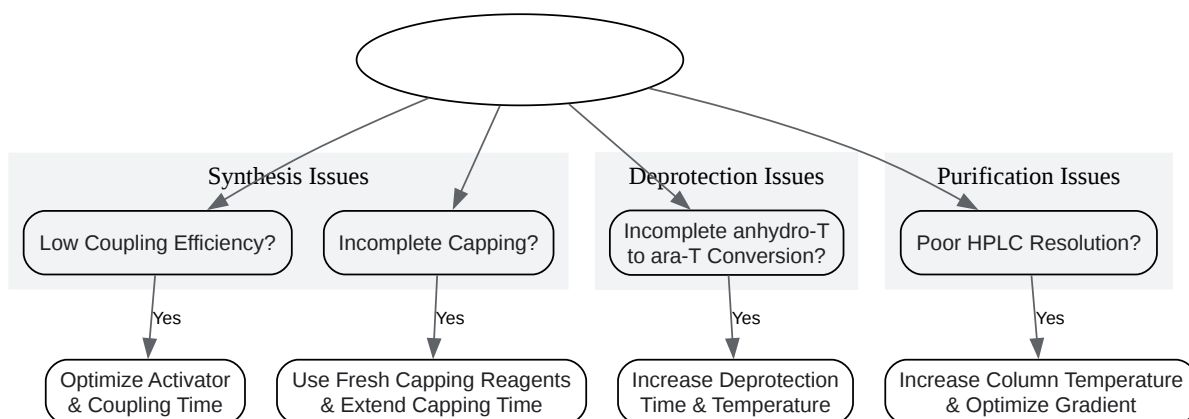 Synthesis Issues
Deprotection Issues
Purification Issues
Low Coupling Efficiency?
Incomplete Capping?
Incomplete anhydro-T
to ara-T Conversion?
Poor HPLC Resolution?
Yes
Yes
Yes
Yes
Optimize Activator
& Coupling Time
Use Fresh Capping Reagents
& Extend Capping Time
Increase Deprotection
Time & Temperature
Increase Column Temperature
& Optimize Gradient